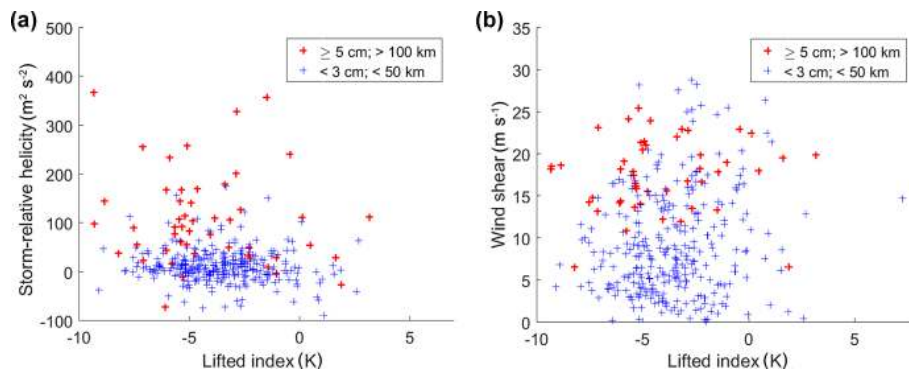 (a)
500
400
300
200
100
0
-100
Storm-relative helicity (m² s⁻²)
≥ 5 cm; > 100 km
< 3 cm; < 50 km
-10
-5
0
5
Lifted index (K)
(b)
35
30
25
20
15
10
5
0
Wind shear (m s⁻¹)
≥ 5 cm; > 100 km
< 3 cm; < 50 km
-10
-5
0
5
Lifted index (K)